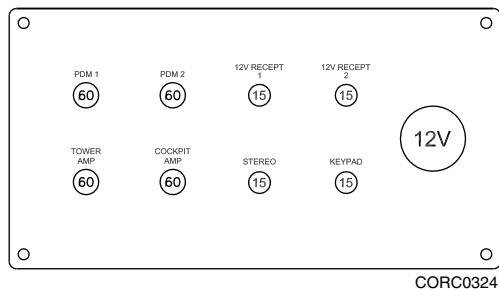 PDM 1
60
PDM 2
60
12V RECEPT
1
15
12V RECEPT
2
15
12V
TOWER
AMP
60
COCKPIT
AMP
60
STEREO
15
KEYPAD
15
CORC0324